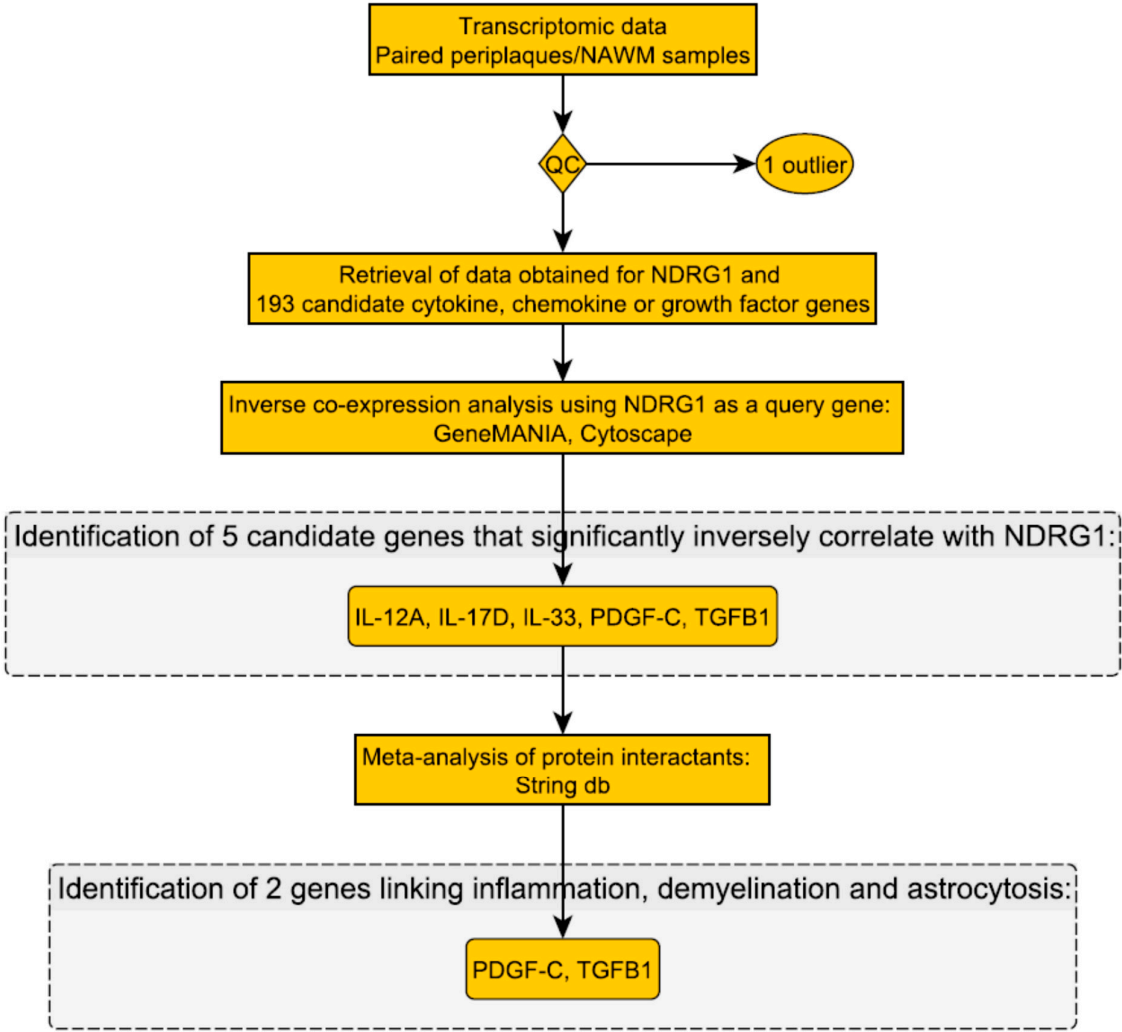 Transcriptomic data
Paired periplaques/NAWM samples
QC
1 outlier
Retrieval of data obtained for NDRG1 and
193 candidate cytokine, chemokine or growth factor genes
Inverse co-expression analysis using NDRG1 as a query gene:
GeneMANIA, Cytoscape
Identification of 5 candidate genes that significantly inversely correlate with NDRG1:
IL-12A, IL-17D, IL-33, PDGF-C, TGFB1
Meta-analysis of protein interactants:
String db
Identification of 2 genes linking inflammation, demyelination and astrocytosis:
PDGF-C, TGFB1